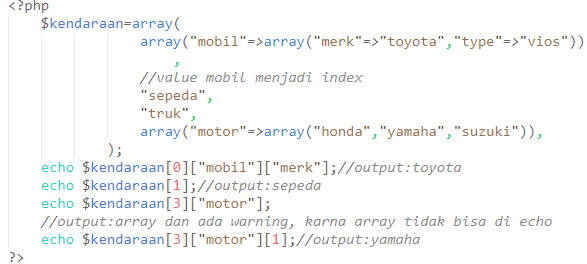 <?php
$kendaraan=array(
array("mobil"=>array("merk"=>"toyota","type"=>"vios"))
,
//value mobil menjadi index
"sepeda",
"truk",
array("motor"=>array("honda","yamaha","suzuki")),
);
echo $kendaraan[0]["mobil"]["merk"];//output:toyota
echo $kendaraan[1];//output:sepeda
echo $kendaraan[3]["motor"];
//output:array dan ada warning, karna array tidak bisa di echo
echo $kendaraan[3]["motor"][1];//output:yamaha
?>